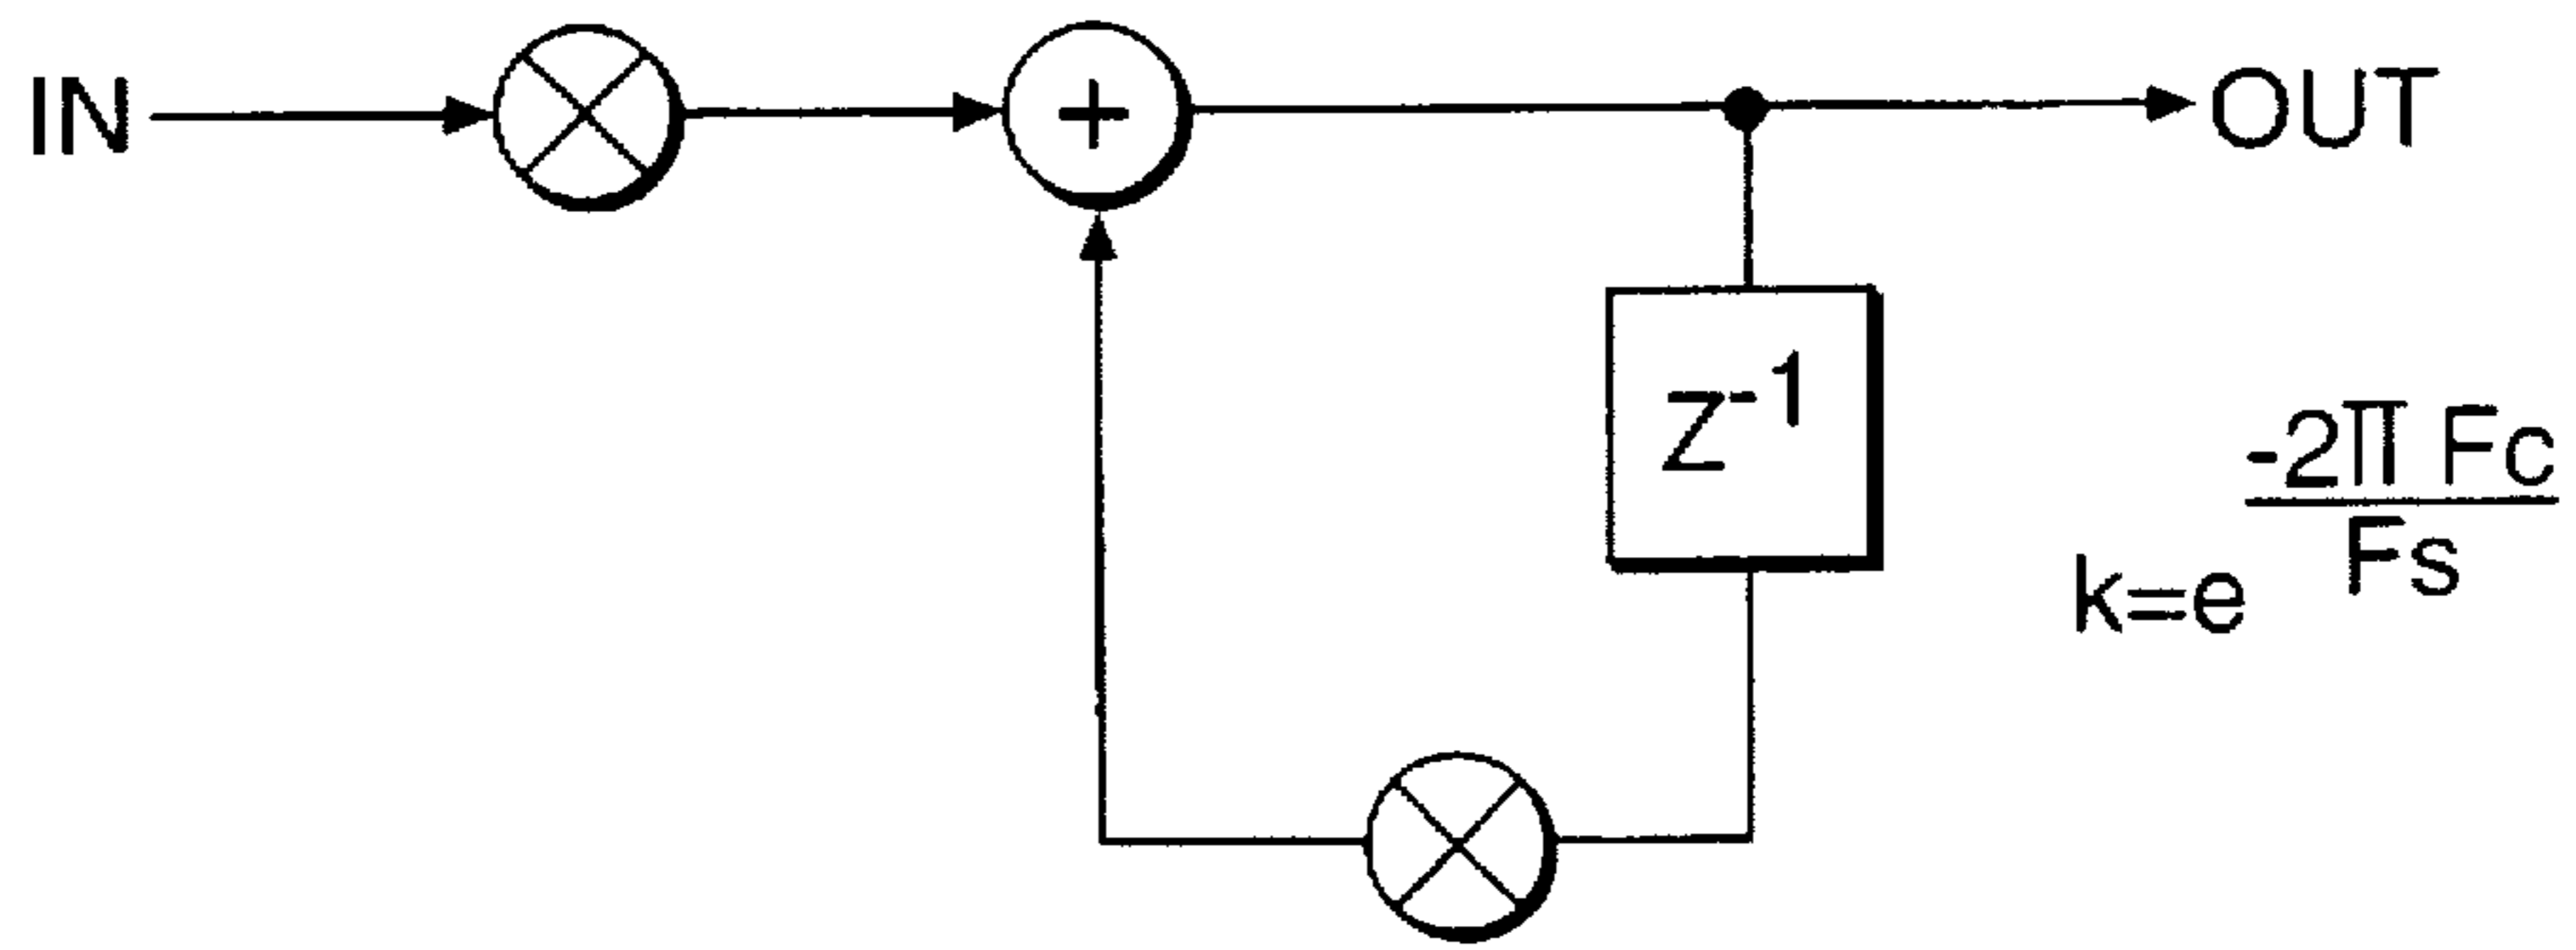 IN
+
OUT
Z⁻¹
k=e^(-2π Fc / Fs)